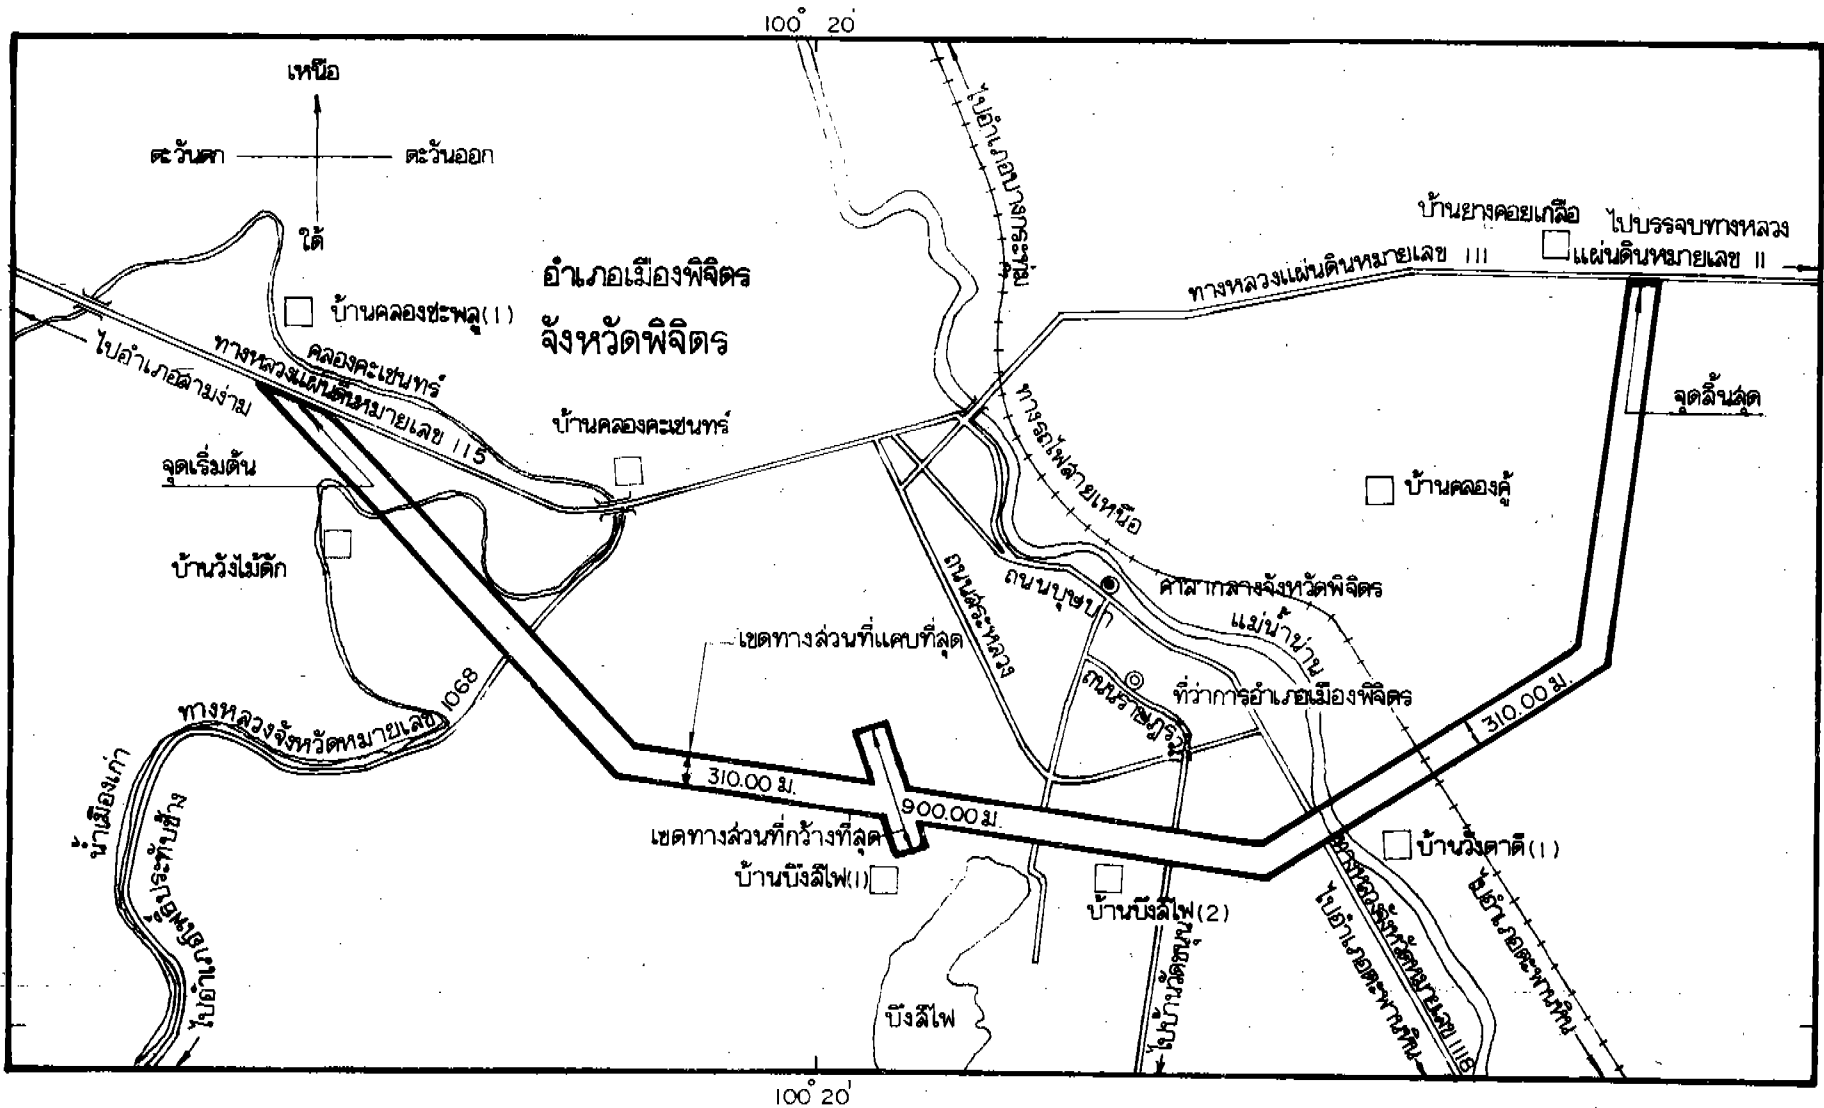 100° 20'
เหนือ
ตะวันตก
ตะวันออก
ใต้
อำเภอเมืองพิจิตร
จังหวัดพิจิตร
ไปอำเภอบางกระทุ่ม
บ้านยางคอยเกลือ
ไปบรรจบทางหลวง
แผ่นดินหมายเลข 11
ทางหลวงแผ่นดินหมายเลข 111
บ้านคลองชะพลู(1)
คลองคะเชนทร์
ทางหลวงแผ่นดินหมายเลข 115
ไปอำเภอสามง่าม
บ้านคลองคะเชนทร์
จุดเริ่มต้น
จุดสิ้นสุด
ทางรถไฟสายเหนือ
บ้านคลองคู้
บ้านวังไม้ดัก
ถนนสระหลวง
ถนนบุษบา
ศาลากลางจังหวัดพิจิตร
แม่น้ำน่าน
เขตทางส่วนที่แคบที่สุด
ถนนราษฎร
ที่ว่าการอำเภอเมืองพิจิตร
ทางหลวงจังหวัดหมายเลข 1068
310.00 ม.
310.00 ม.
900.00 ม.
น้ำเมืองเก่า
ไปอำเภอโพธิ์ประทับช้าง
เขตทางส่วนที่กว้างที่สุด
บ้านบึงสีไฟ(1)
บ้านบึงสีไฟ(2)
บ้านวังตาดี(1)
บึงสีไฟ
ไปบ้านวัดขนุน
ทางหลวงจังหวัดหมายเลข 1118
ไปอำเภอตะพานหิน
ไปอำเภอตะพานหิน
100° 20'